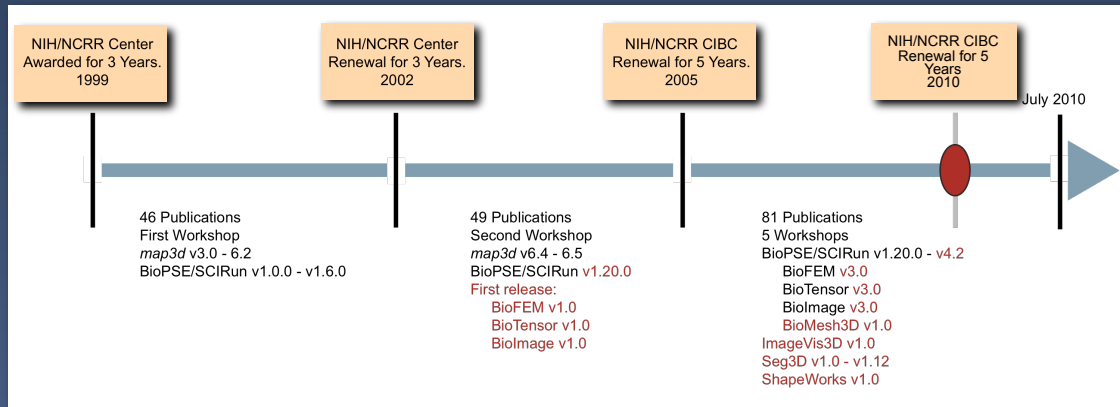 NIH/NCRR Center
Awarded for 3 Years.
1999
NIH/NCRR Center
Renewal for 3 Years.
2002
NIH/NCRR CIBC
Renewal for 5 Years.
2005
NIH/NCRR CIBC
Renewal for 5
Years
2010
July 2010
46 Publications
First Workshop
map3d v3.0 - 6.2
BioPSE/SCIRun v1.0.0 - v1.6.0
49 Publications
Second Workshop
map3d v6.4 - 6.5
BioPSE/SCIRun v1.20.0
First release:
BioFEM v1.0
BioTensor v1.0
BioImage v1.0
81 Publications
5 Workshops
BioPSE/SCIRun v1.20.0 - v4.2
BioFEM v3.0
BioTensor v3.0
BioImage v3.0
BioMesh3D v1.0
ImageVis3D v1.0
Seg3D v1.0 - v1.12
ShapeWorks v1.0